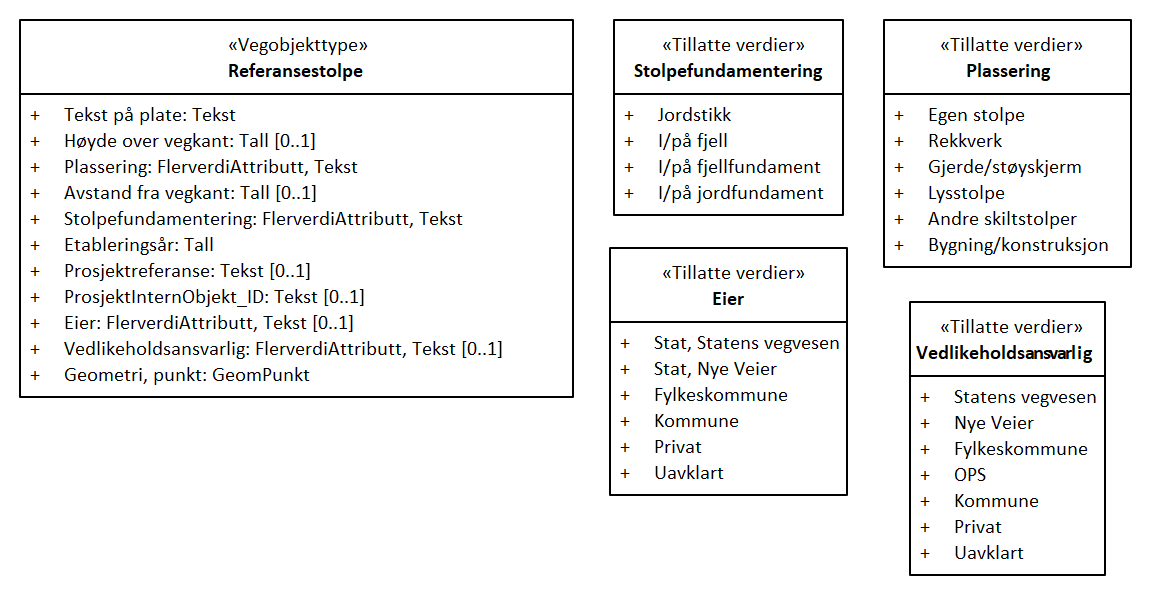 «Vegobjekttype»
Referansestolpe
+ Tekst på plate: Tekst
+ Høyde over vegkant: Tall [0..1]
+ Plassering: FlerverdiAttributt, Tekst
+ Avstand fra vegkant: Tall [0..1]
+ Stolpefundamentering: FlerverdiAttributt, Tekst
+ Etableringsår: Tall
+ Prosjektreferanse: Tekst [0..1]
+ ProsjektInternObjekt_ID: Tekst [0..1]
+ Eier: FlerverdiAttributt, Tekst [0..1]
+ Vedlikeholdsansvarlig: FlerverdiAttributt, Tekst [0..1]
+ Geometri, punkt: GeomPunkt
«Tillatte verdier»
Stolpefundamentering
+ Jordstikk
+ I/på fjell
+ I/på fjellfundament
+ I/på jordfundament
«Tillatte verdier»
Plassering
+ Egen stolpe
+ Rekkverk
+ Gjerde/støyskjerm
+ Lysstolpe
+ Andre skiltstolper
+ Bygning/konstruksjon
«Tillatte verdier»
Eier
+ Stat, Statens vegvesen
+ Stat, Nye Veier
+ Fylkeskommune
+ Kommune
+ Privat
+ Uavklart
«Tillatte verdier»
Vedlikeholdsansvarlig
+ Statens vegvesen
+ Nye Veier
+ Fylkeskommune
+ OPS
+ Kommune
+ Privat
+ Uavklart